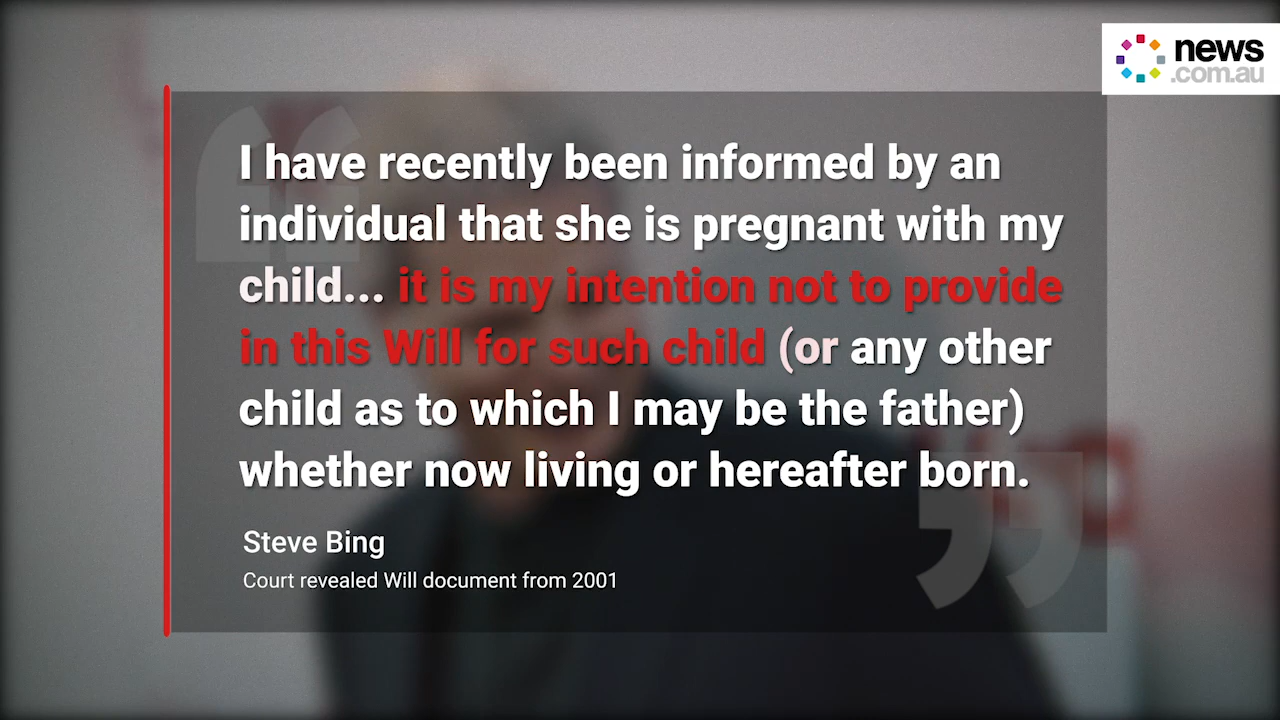 news
.com.au
I have recently been informed by an
individual that she is pregnant with my
child... it is my intention not to provide
in this Will for such child (or any other
child as to which I may be the father)
whether now living or hereafter born.
Steve Bing
Court revealed Will document from 2001